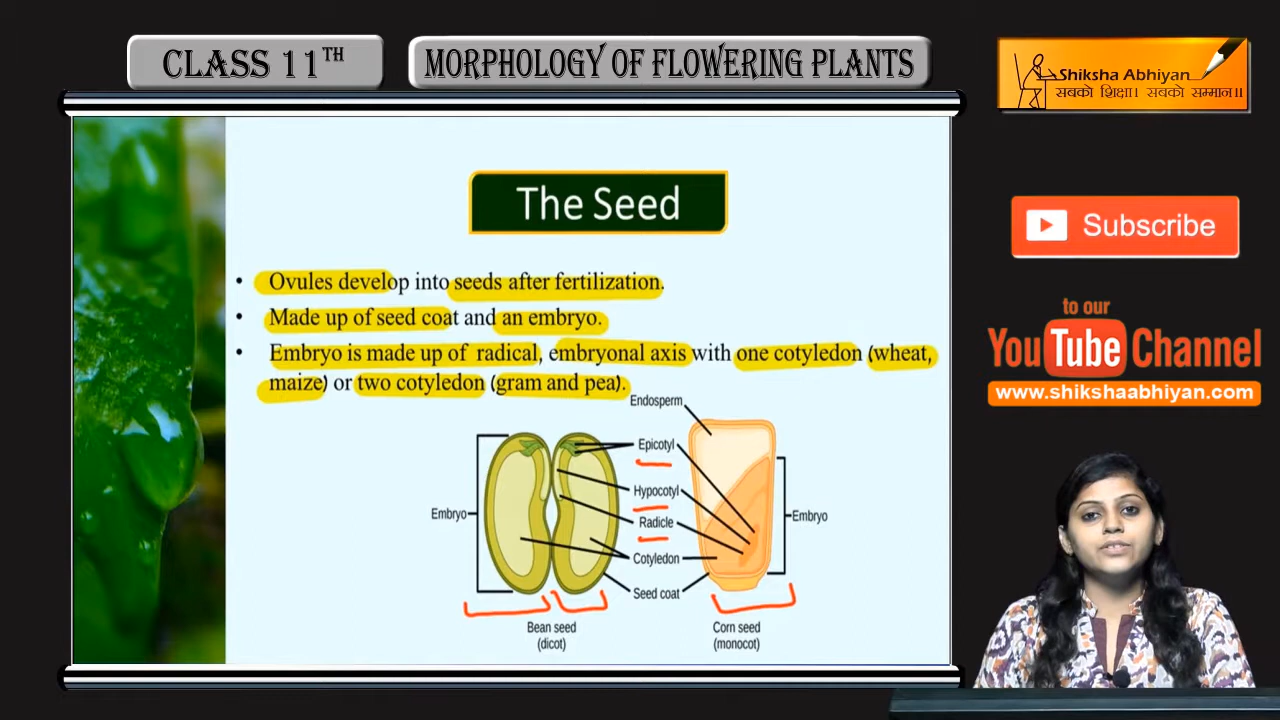 CLASS 11TH
MORPHOLOGY OF FLOWERING PLANTS
Shiksha Abhiyan
सबको शिक्षा। सबको सम्मान॥
The Seed
• Ovules develop into seeds after fertilization.
• Made up of seed coat and an embryo.
• Embryo is made up of radical, embryonal axis with one cotyledon (wheat,
maize) or two cotyledon (gram and pea).
Endosperm
Epicotyl
Hypocotyl
Radicle
Cotyledon
Seed coat
Embryo
Embryo
Bean seed
(dicot)
Corn seed
(monocot)
Subscribe
to our
YouTube Channel
www.shikshaabhiyan.com